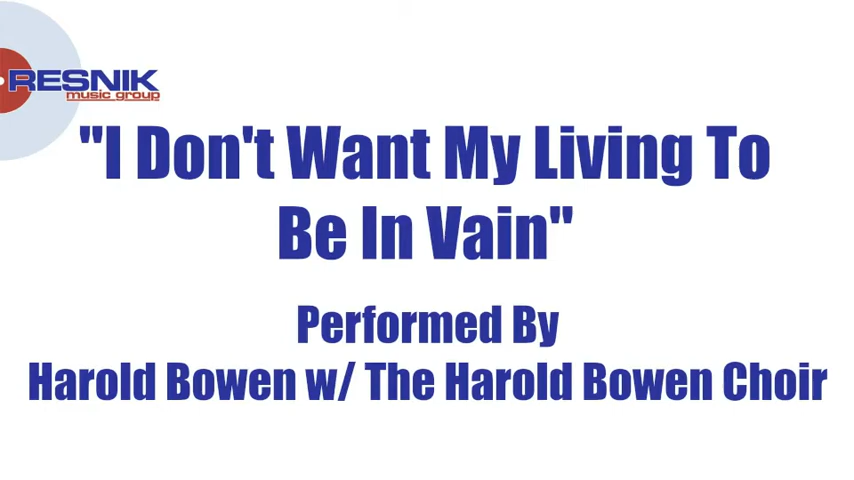 RESNIK
music group
"I Don't Want My Living To
Be In Vain"
Performed By
Harold Bowen w/ The Harold Bowen Choir